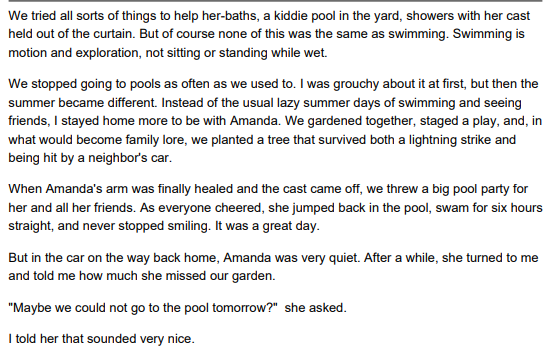 We tried all sorts of things to help her-baths, a kiddie pool in the yard, showers with her cast
held out of the curtain. But of course none of this was the same as swimming. Swimming is
motion and exploration, not sitting or standing while wet.
We stopped going to pools as often as we used to. I was grouchy about it at first, but then the
summer became different. Instead of the usual lazy summer days of swimming and seeing
friends, I stayed home more to be with Amanda. We gardened together, staged a play, and, in
what would become family lore, we planted a tree that survived both a lightning strike and
being hit by a neighbor's car.
When Amanda's arm was finally healed and the cast came off, we threw a big pool party for
her and all her friends. As everyone cheered, she jumped back in the pool, swam for six hours
straight, and never stopped smiling. It was a great day.
But in the car on the way back home, Amanda was very quiet. After a while, she turned to me
and told me how much she missed our garden.
"Maybe we could not go to the pool tomorrow?"  she asked.
I told her that sounded very nice.